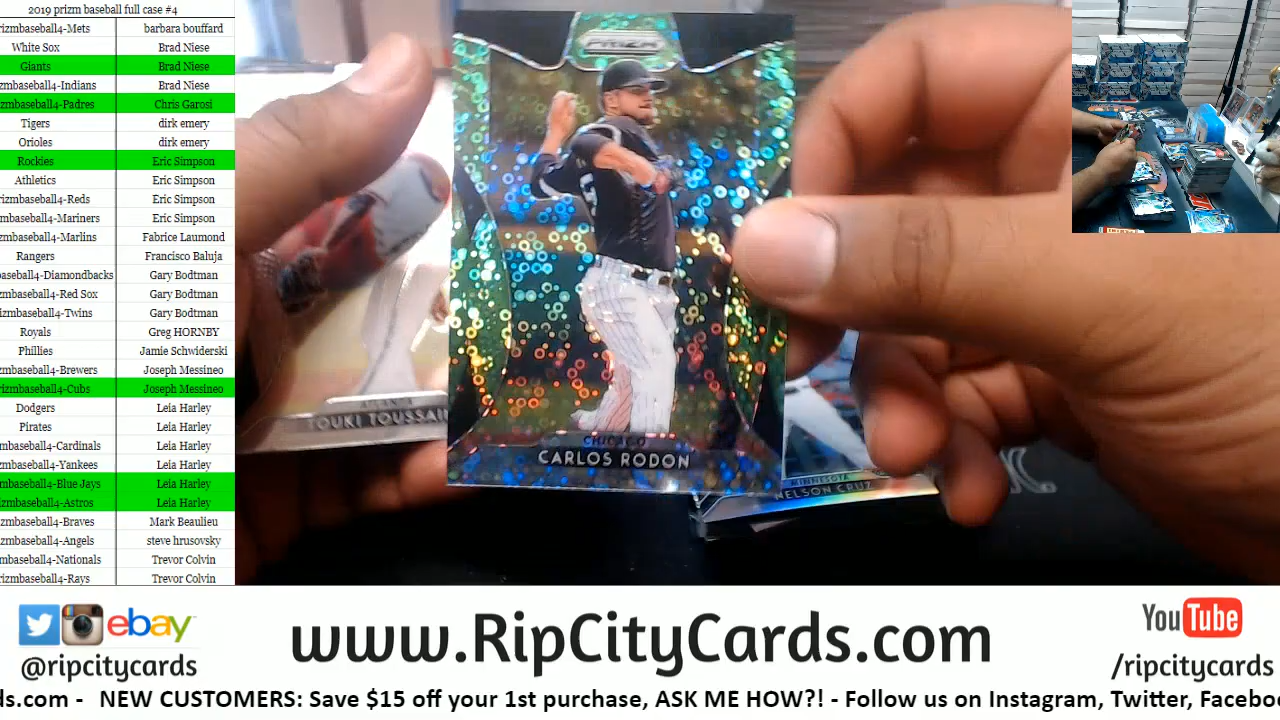 2019 prizm baseball full case #4
rizmbaseball4-Mets barbara bouffard
White Sox Brad Niese
Giants Brad Niese
zmbaseball4-Indians Brad Niese
zmbaseball4-Padres Chris Garosi
Tigers dirk emery
Orioles dirk emery
Rockies Eric Simpson
Athletics Eric Simpson
izmbaseball4-Reds Eric Simpson
mbaseball4-Mariners Eric Simpson
zmbaseball4-Marlins Fabrice Laumond
Rangers Francisco Baluja
baseball4-Diamondbacks Gary Bodtman
mbaseball4-Red Sox Gary Bodtman
izmbaseball4-Twins Gary Bodtman
Royals Greg HORNBY
Phillies Jamie Schwiderski
mbaseball4-Brewers Joseph Messineo
izmbaseball4-Cubs Joseph Messineo
Dodgers Leia Harley
Pirates Leia Harley
mbaseball4-Cardinals Leia Harley
zmbaseball4-Yankees Leia Harley
mbaseball4-Blue Jays Leia Harley
zmbaseball4-Astros Leia Harley
zmbaseball4-Braves Mark Beaulieu
zmbaseball4-Angels steve hrusovsky
mbaseball4-Nationals Trevor Colvin
rizmbaseball4-Rays Trevor Colvin
PRIZM
CHICAGO
CARLOS RODON
TOUKI TOUSSAIN
MINNESOTA
NELSON CRUZ
ebay
@ripcitycards
www.RipCityCards.com
YouTube
/ripcitycards
ds.com - NEW CUSTOMERS: Save $15 off your 1st purchase, ASK ME HOW?! - Follow us on Instagram, Twitter, Facebo